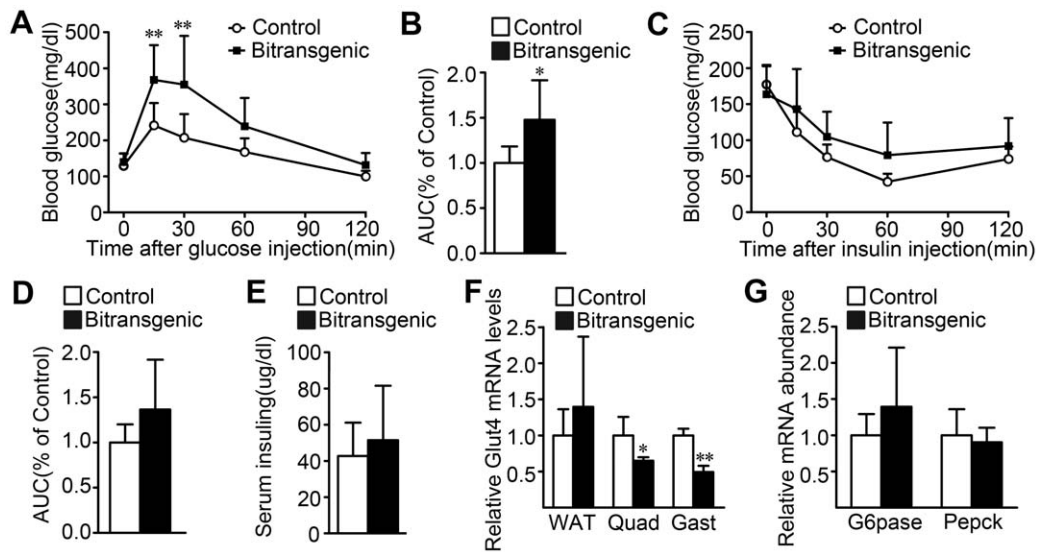 A
Blood glucose(mg/dl)
500
400
300
200
100
0
** **
Control
Bitransgenic
0 30 60 90 120
Time after glucose injection(min)
B
Control
Bitransgenic
AUC(% of Control)
2.0
1.5
1.0
0.5
0.0
*
C
Control
Bitransgenic
Blood glucose(mg/dl)
250
200
150
100
50
0
0 30 60 90 120
Time after insulin injection(min)
D
Control
Bitransgenic
AUC(% of Control)
2.0
1.5
1.0
0.5
0.0
E
Control
Bitransgenic
Serum insuling(ug/dl)
100
80
60
40
20
0
F
Control
Bitransgenic
Relative Glut4 mRNA levels
2.5
2.0
1.5
1.0
0.5
*
**
WAT Quad Gast
G
Control
Bitransgenic
Relative mRNA abundance
2.5
2.0
1.5
1.0
0.5
G6pase Pepck